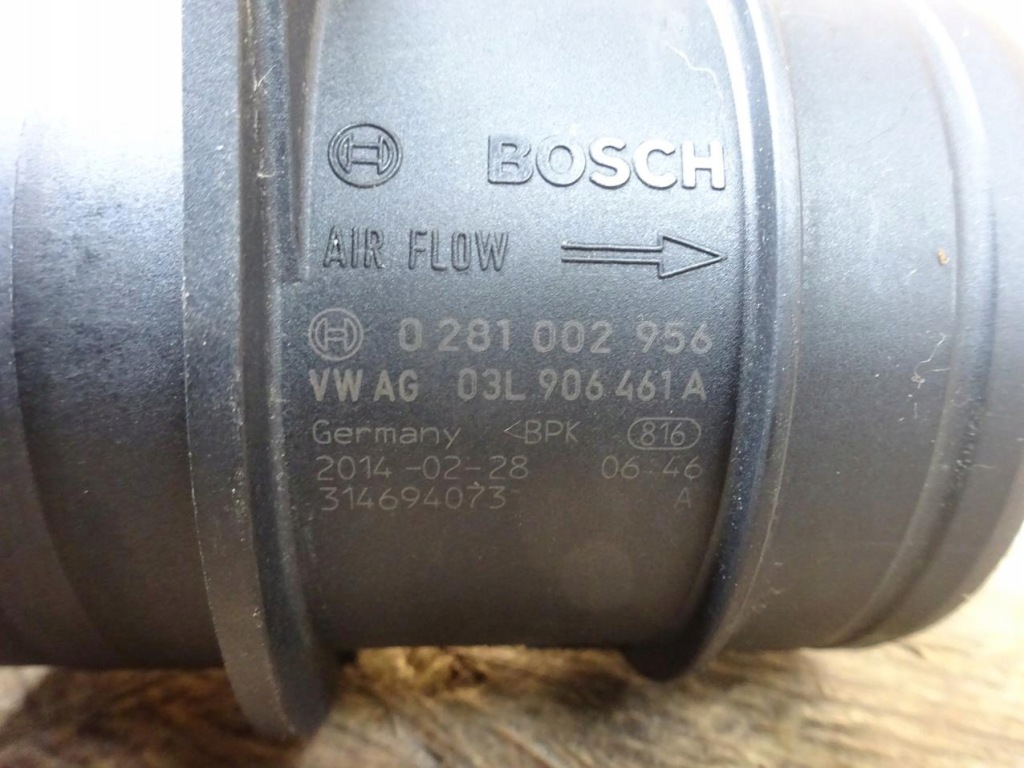 BOSCH
AIR FLOW
0 281 002 956
VW AG 03L 906 461 A
Germany <BPK 816
2014-02-28 06:46
314694073 A